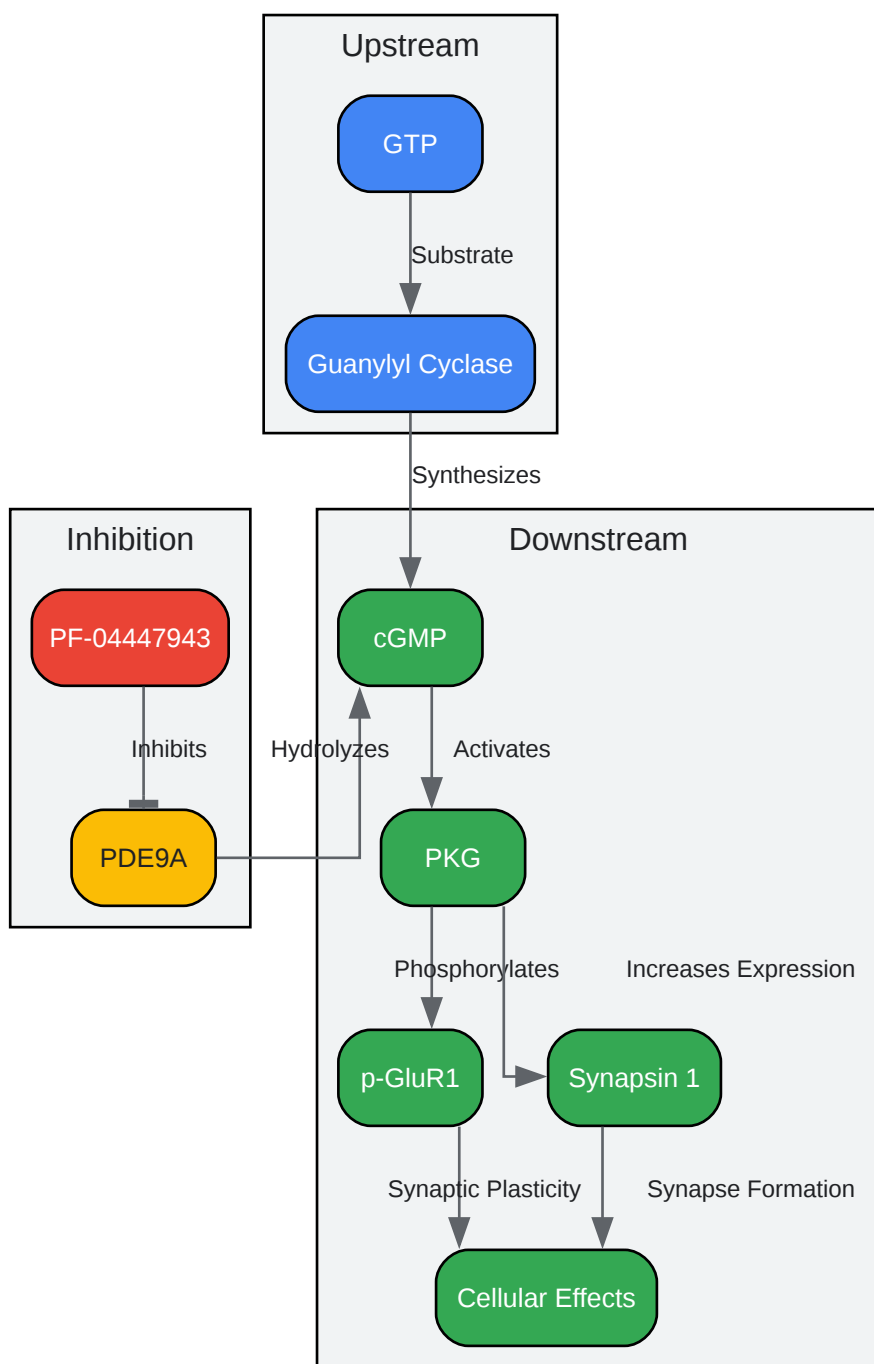 Upstream
GTP
Substrate
Guanylyl Cyclase
Synthesizes
Inhibition
Downstream
PF-04447943
cGMP
Inhibits
Hydrolyzes
Activates
PDE9A
PKG
Phosphorylates
Increases Expression
p-GluR1
Synapsin 1
Synaptic Plasticity
Synapse Formation
Cellular Effects